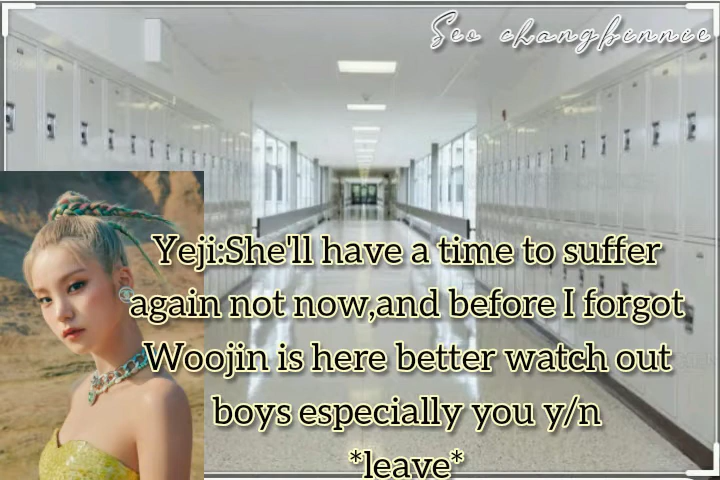 Seo changbinnie
Yeji:She'll have a time to suffer
again not now,and before I forgot
Woojin is here better watch out
boys especially you y/n
*leave*